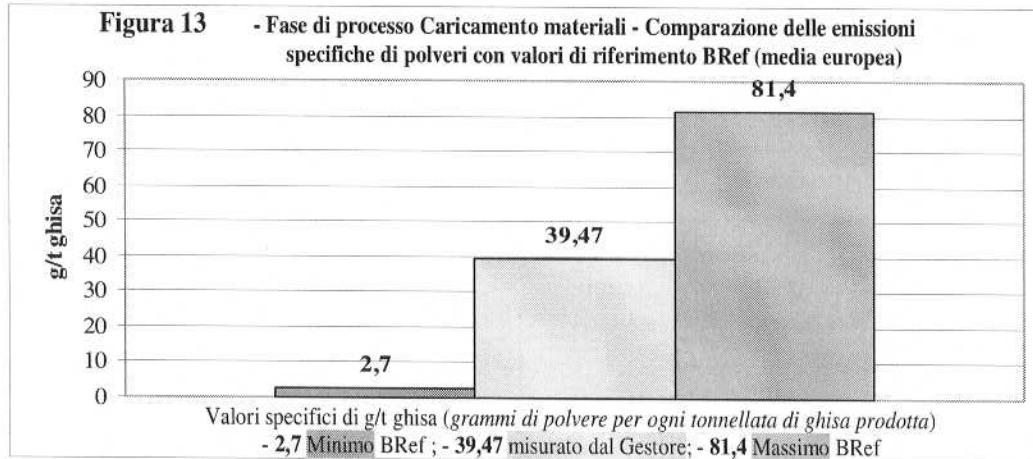 Figura 13 - Fase di processo Caricamento materiali - Comparazione delle emissioni
specifiche di polveri con valori di riferimento BRef (media europea)
90
80
70
60
50
40
30
20
10
0
g/t ghisa
2,7
39,47
81,4
Valori specifici di g/t ghisa (grammi di polvere per ogni tonnellata di ghisa prodotta)
- 2,7 Minimo BRef ; - 39,47 misurato dal Gestore; - 81,4 Massimo BRef